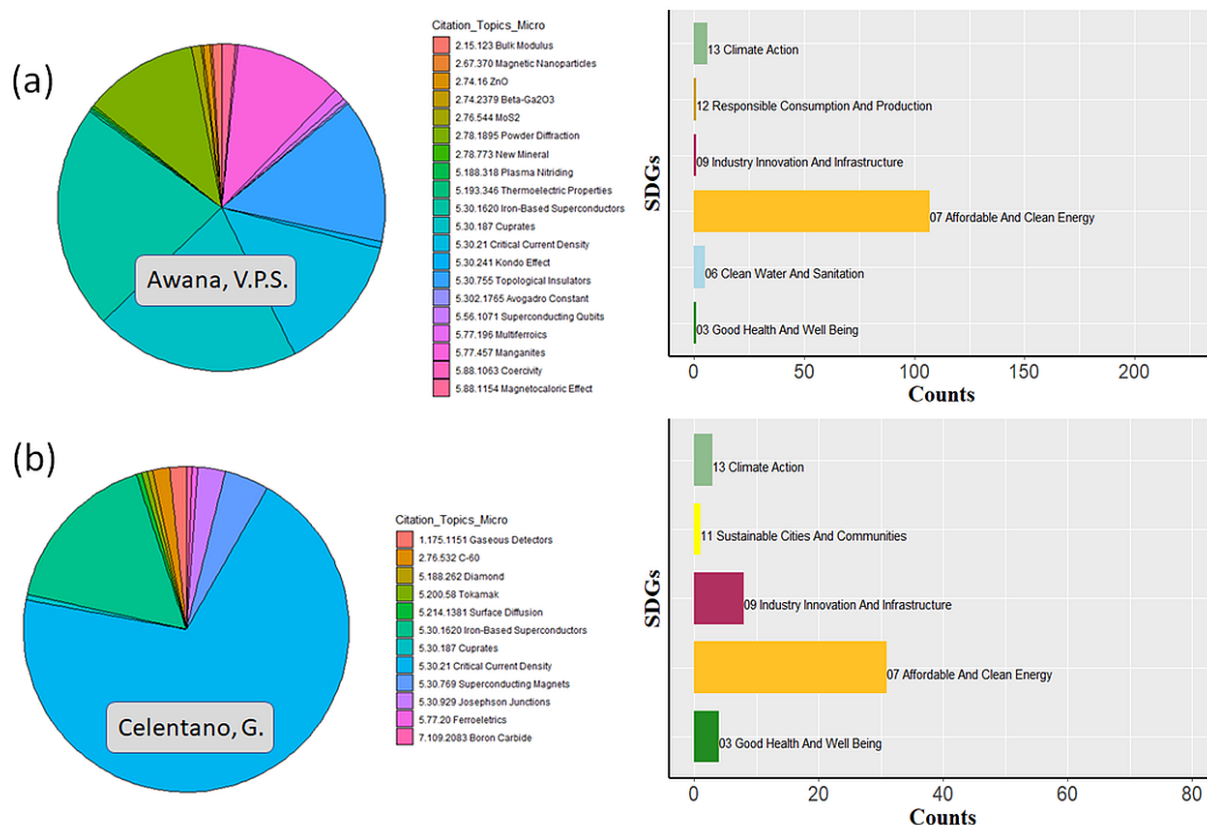 (a)
Awana, V.P.S.
Citation_Topics_Micro
2.15.123 Bulk Modulus
2.67.370 Magnetic Nanoparticles
2.74.16 ZnO
2.74.2379 Beta-Ga2O3
2.76.544 MoS2
2.78.1895 Powder Diffraction
2.78.773 New Mineral
5.188.318 Plasma Nitriding
5.193.346 Thermoelectric Properties
5.30.1620 Iron-Based Superconductors
5.30.187 Cuprates
5.30.21 Critical Current Density
5.30.241 Kondo Effect
5.30.755 Topological Insulators
5.302.1765 Avogadro Constant
5.56.1071 Superconducting Qubits
5.77.196 Multiferroics
5.77.457 Manganites
5.88.1063 Coercivity
5.88.1154 Magnetocaloric Effect
SDGs
13 Climate Action
12 Responsible Consumption And Production
09 Industry Innovation And Infrastructure
07 Affordable And Clean Energy
06 Clean Water And Sanitation
03 Good Health And Well Being
0 50 100 150 200
Counts
(b)
Celentano, G.
Citation_Topics_Micro
1.175.1151 Gaseous Detectors
2.76.532 C-60
5.188.262 Diamond
5.200.58 Tokamak
5.214.1381 Surface Diffusion
5.30.1620 Iron-Based Superconductors
5.30.187 Cuprates
5.30.21 Critical Current Density
5.30.769 Superconducting Magnets
5.30.929 Josephson Junctions
5.77.20 Ferroeletrics
7.109.2083 Boron Carbide
SDGs
13 Climate Action
11 Sustainable Cities And Communities
09 Industry Innovation And Infrastructure
07 Affordable And Clean Energy
03 Good Health And Well Being
0 20 40 60 80
Counts